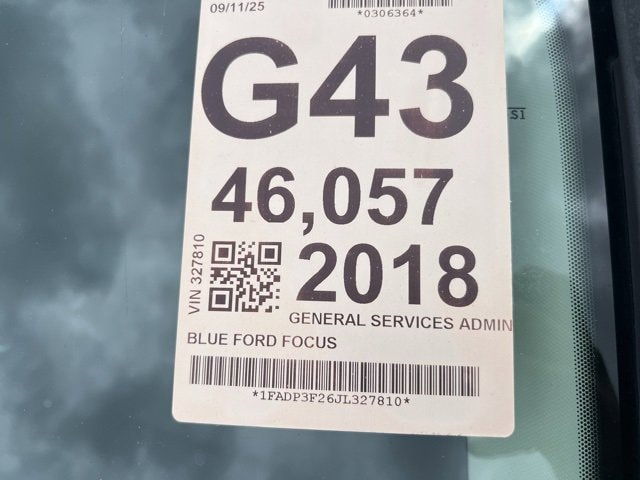 09/11/25
*0306364*
G43
46,057
2018
VIN 327810
GENERAL SERVICES ADMIN
BLUE FORD FOCUS
*1FADP3F26JL327810*